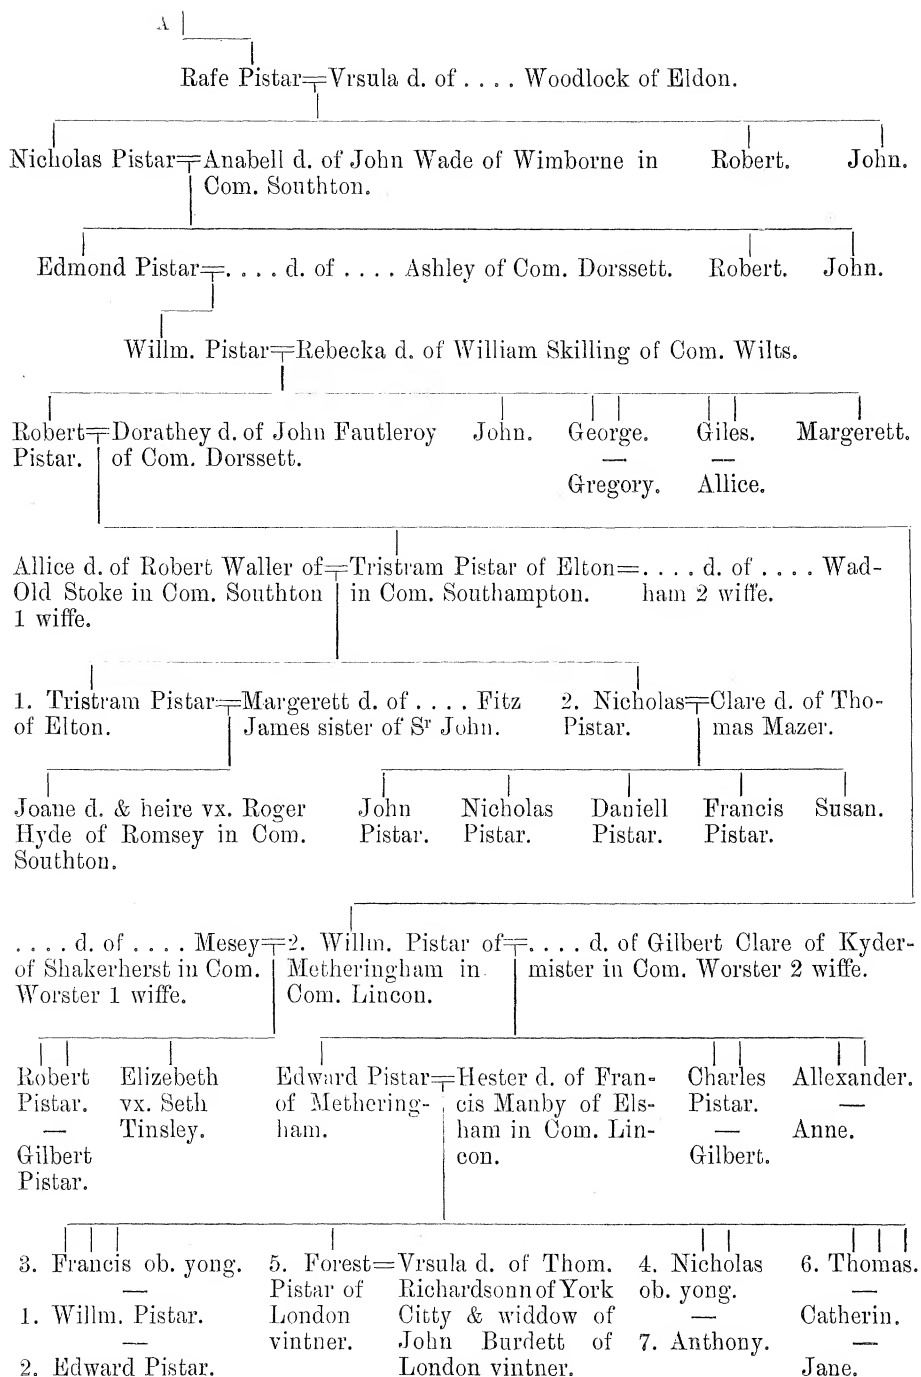 A
Rafe Pistar=Vrsula d. of .... Woodlock of Eldon.
Nicholas Pistar=Anabell d. of John Wade of Wimborne in
Com. Southton.
Robert.
John.
Edmond Pistar=.... d. of .... Ashley of Com. Dorssett.
Robert.
John.
Willm. Pistar=Rebecka d. of William Skilling of Com. Wilts.
Robert=Dorathey d. of John Fautleroy
Pistar. of Com. Dorssett.
John.
George.
—
Gregory.
Giles.
—
Allice.
Margerett.
Allice d. of Robert Waller of=Tristram Pistar of Elton=.... d. of .... Wad-
Old Stoke in Com. Southton in Com. Southampton. ham 2 wiffe.
1 wiffe.
1. Tristram Pistar=Margerett d. of .... Fitz
of Elton. James sister of Sr John.
2. Nicholas=Clare d. of Tho-
Pistar. mas Mazer.
Joane d. & heire vx. Roger
Hyde of Romsey in Com.
Southton.
John
Pistar.
Nicholas
Pistar.
Daniell
Pistar.
Francis
Pistar.
Susan.
.... d. of .... Mesey=2. Willm. Pistar of=.... d. of Gilbert Clare of Kyder-
of Shakerherst in Com. Metheringham in mister in Com. Worster 2 wiffe.
Worster 1 wiffe. Com. Lincon.
Robert
Pistar.
—
Gilbert
Pistar.
Elizebeth
vx. Seth
Tinsley.
Edward Pistar=Hester d. of Fran-
of Methering- cis Manby of Els-
ham. ham in Com. Lin-
con.
Charles
Pistar.
—
Gilbert.
Allexander.
—
Anne.
3. Francis ob. yong.
—
1. Willm. Pistar.
—
2. Edward Pistar.
5. Forest=Vrsula d. of Thom.
Pistar of Richardsonn of York
London Citty & widdow of
vintner. John Burdett of
London vintner.
4. Nicholas
ob. yong.
—
7. Anthony.
6. Thomas.
—
Catherin.
—
Jane.